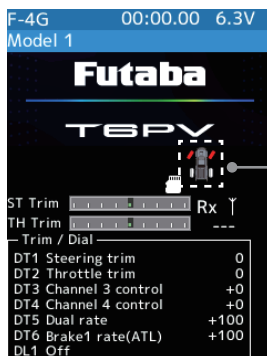 F-4G 00:00.00 6.3V
Model 1
Futaba
T6PV
ST Trim
Rx
TH Trim
---
Trim / Dial
DT1 Steering trim 0
DT2 Throttle trim 0
DT3 Channel 3 control +0
DT4 Channel 4 control +0
DT5 Dual rate +100
DT6 Brake1 rate(ATL) +100
DL1 Off